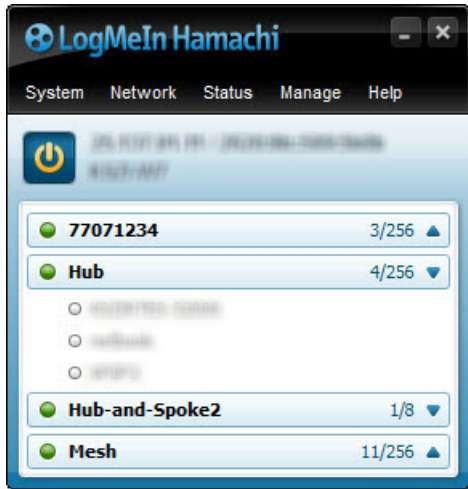 LogMeIn Hamachi
System Network Status Manage Help
77071234 3/256
Hub 4/256
Hub-and-Spoke2 1/8
Mesh 11/256